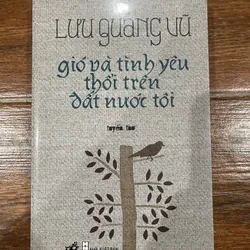 LƯU QUANG VŨ
gió và tình yêu
thổi trên
đất nước tôi
tuyển thơ